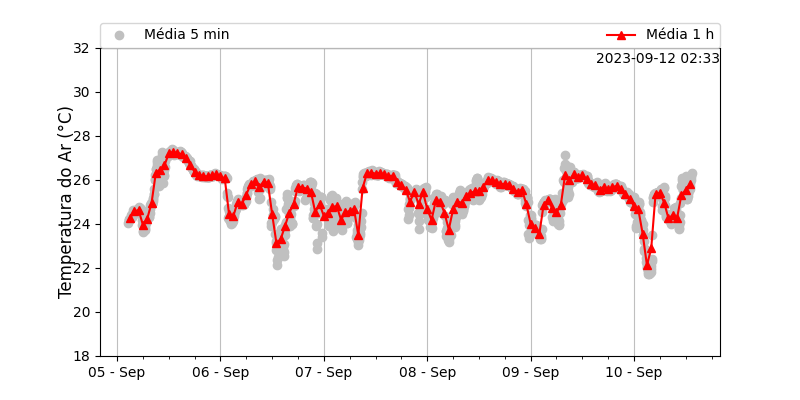 Média 5 min
Média 1 h
2023-09-12 02:33
Temperatura do Ar (°C)
32
30
28
26
24
22
20
18
05 - Sep
06 - Sep
07 - Sep
08 - Sep
09 - Sep
10 - Sep